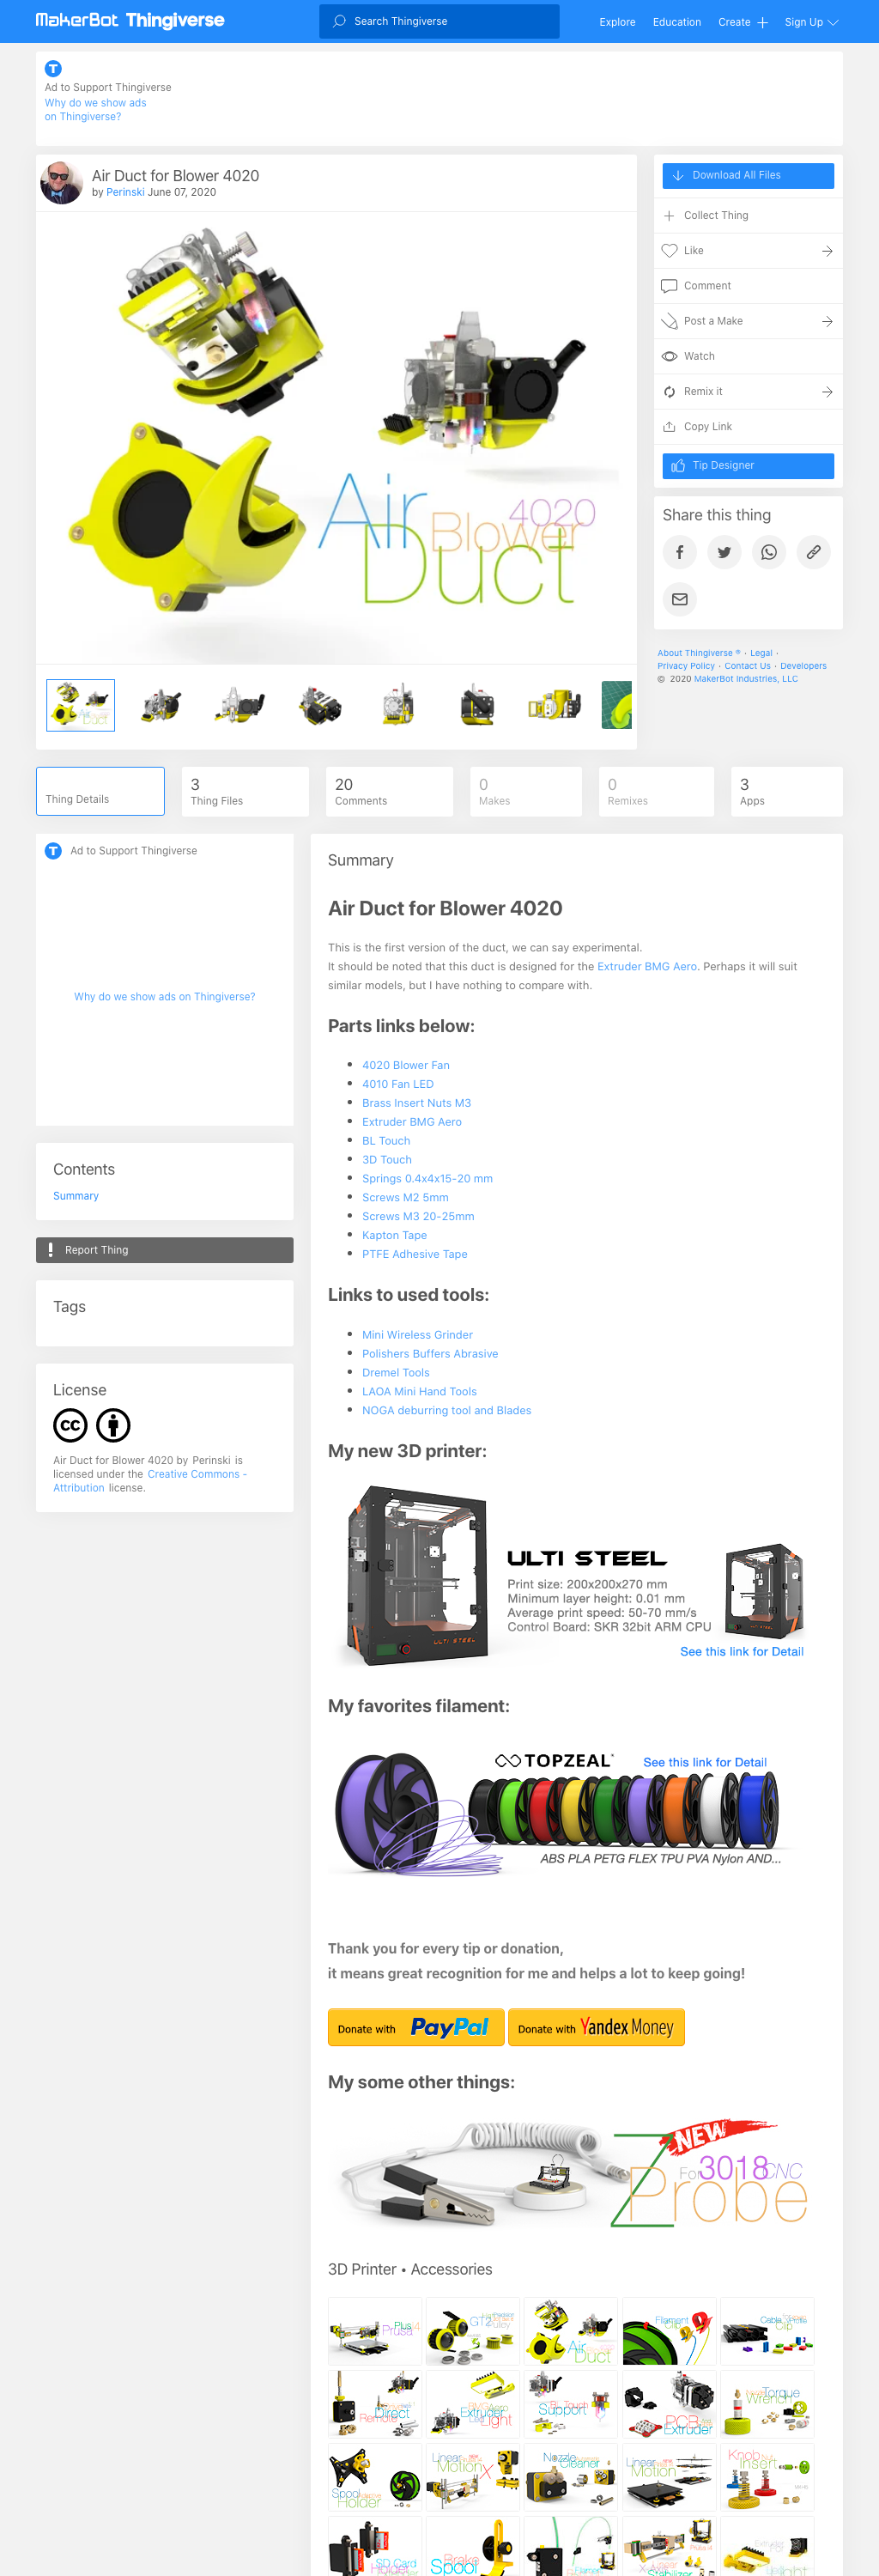 MakerBot Thingiverse
Search Thingiverse
Explore Education Create Sign Up
Ad to Support Thingiverse
Why do we show ads
on Thingiverse?
Air Duct for Blower 4020
by Perinski June 07, 2020
Air Blower 4020
Duct
Download All Files
Collect Thing
Like
Comment
Post a Make
Watch
Remix it
Copy Link
Tip Designer
Share this thing
About Thingiverse ® · Legal ·
Privacy Policy · Contact Us · Developers
© 2020 MakerBot Industries, LLC
Thing Details
3
Thing Files
20
Comments
0
Makes
0
Remixes
3
Apps
Ad to Support Thingiverse
Why do we show ads on Thingiverse?
Contents
Summary
Report Thing
Tags
License
Air Duct for Blower 4020 by Perinski is
licensed under the Creative Commons -
Attribution license.
Summary
Air Duct for Blower 4020
This is the first version of the duct, we can say experimental.
It should be noted that this duct is designed for the Extruder BMG Aero. Perhaps it will suit
similar models, but I have nothing to compare with.
Parts links below:
4020 Blower Fan
4010 Fan LED
Brass Insert Nuts M3
Extruder BMG Aero
BL Touch
3D Touch
Springs 0.4x4x15-20 mm
Screws M2 5mm
Screws M3 20-25mm
Kapton Tape
PTFE Adhesive Tape
Links to used tools:
Mini Wireless Grinder
Polishers Buffers Abrasive
Dremel Tools
LAOA Mini Hand Tools
NOGA deburring tool and Blades
My new 3D printer:
ULTI STEEL
ULTI STEEL
Print size: 200x200x270 mm
Minimum layer height: 0.01 mm
Average print speed: 50-70 mm/s
Control Board: SKR 32bit ARM CPU
See this link for Detail
My favorites filament:
TOPZEAL
See this link for Detail
ABS PLA PETG FLEX TPU PVA Nylon AND...
Thank you for every tip or donation,
it means great recognition for me and helps a lot to keep going!
Donate with PayPal
Donate with Yandex Money
My some other things:
NEW
For 3018 CNC
Z Probe
3D Printer • Accessories
Plus 4
Prusa
GT2
Pulley
Air
Duct
Filament
Clip
Cable
Clip
Direct
Remote
Extruder
Light
BL Touch
Support
PCB
Extruder
Torque
Wrench
Spool
Holder
Linear
Motion X
Nozzle
Cleaner
Linear
Motion
Knob
Insert
SD Card
Holder
Brake
Spool
Filament
X-Axis
Stabilizer
Extruder
Light